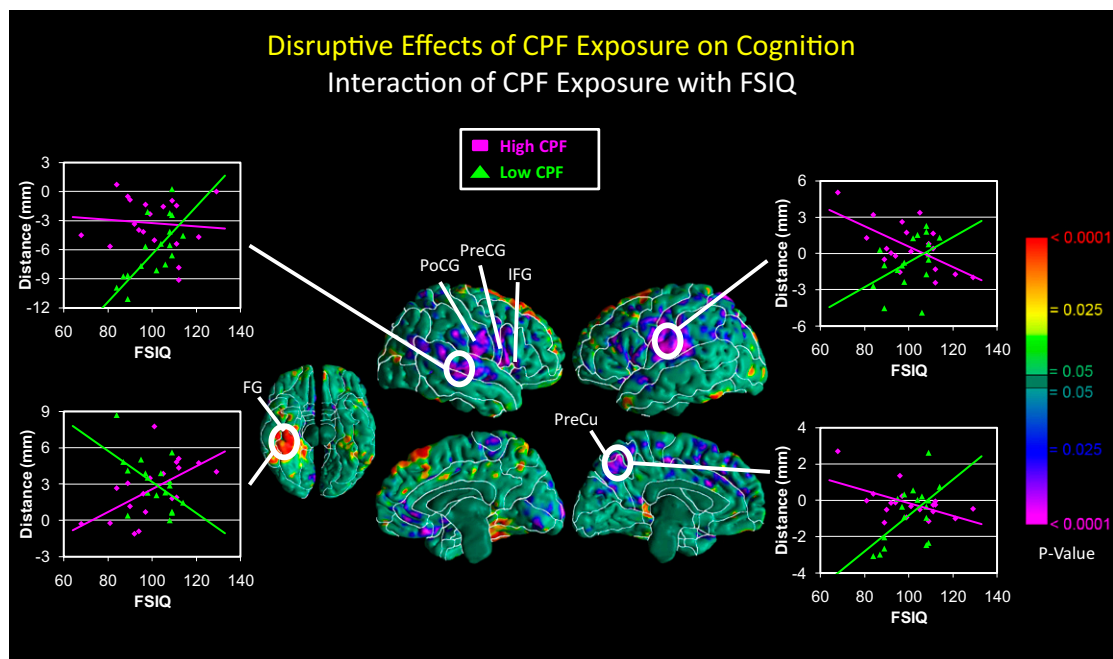 Disruptive Effects of CPF Exposure on Cognition
Interaction of CPF Exposure with FSIQ
High CPF
Low CPF
3
0
-3
-6
-9
-12
Distance (mm)
60 80 100 120 140
FSIQ
6
3
0
-3
-6
Distance (mm)
60 80 100 120 140
FSIQ
PoCG
PreCG
IFG
FG
PreCu
9
6
3
0
-3
Distance (mm)
60 80 100 120 140
FSIQ
4
2
0
-2
-4
Distance (mm)
60 80 100 120 140
FSIQ
< 0.0001
= 0.025
= 0.05
= 0.05
= 0.025
< 0.0001
P-Value